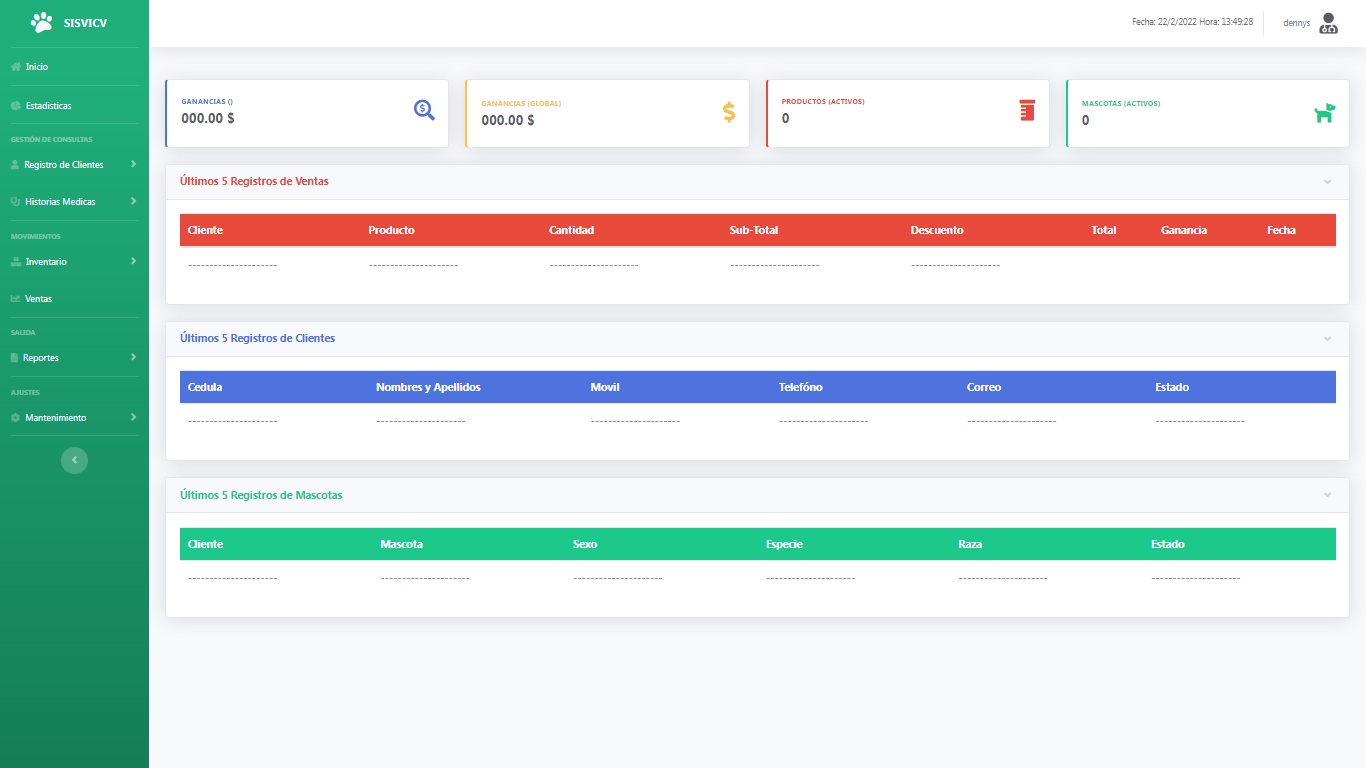 SISVICV
Fecha: 22/2/2022 Hora: 13:49:28
dennys
Inicio
Estadisticas
GESTIÓN DE CONSULTAS
Registro de Clientes
Historias Medicas
MOVIMIENTOS
Inventario
Ventas
SALIDA
Reportes
AJUSTES
Mantenimiento
GANANCIAS ()
000.00 $
GANANCIAS (GLOBAL)
000.00 $
PRODUCTOS (ACTIVOS)
0
MASCOTAS (ACTIVOS)
0
Últimos 5 Registros de Ventas
Cliente Producto Cantidad Sub-Total Descuento Total Ganancia Fecha
--------------------- --------------------- --------------------- --------------------- ---------------------
Últimos 5 Registros de Clientes
Cedula Nombres y Apellidos Movil Telefóno Correo Estado
--------------------- --------------------- --------------------- --------------------- --------------------- ---------------------
Últimos 5 Registros de Mascotas
Cliente Mascota Sexo Especie Raza Estado
--------------------- --------------------- --------------------- --------------------- --------------------- ---------------------